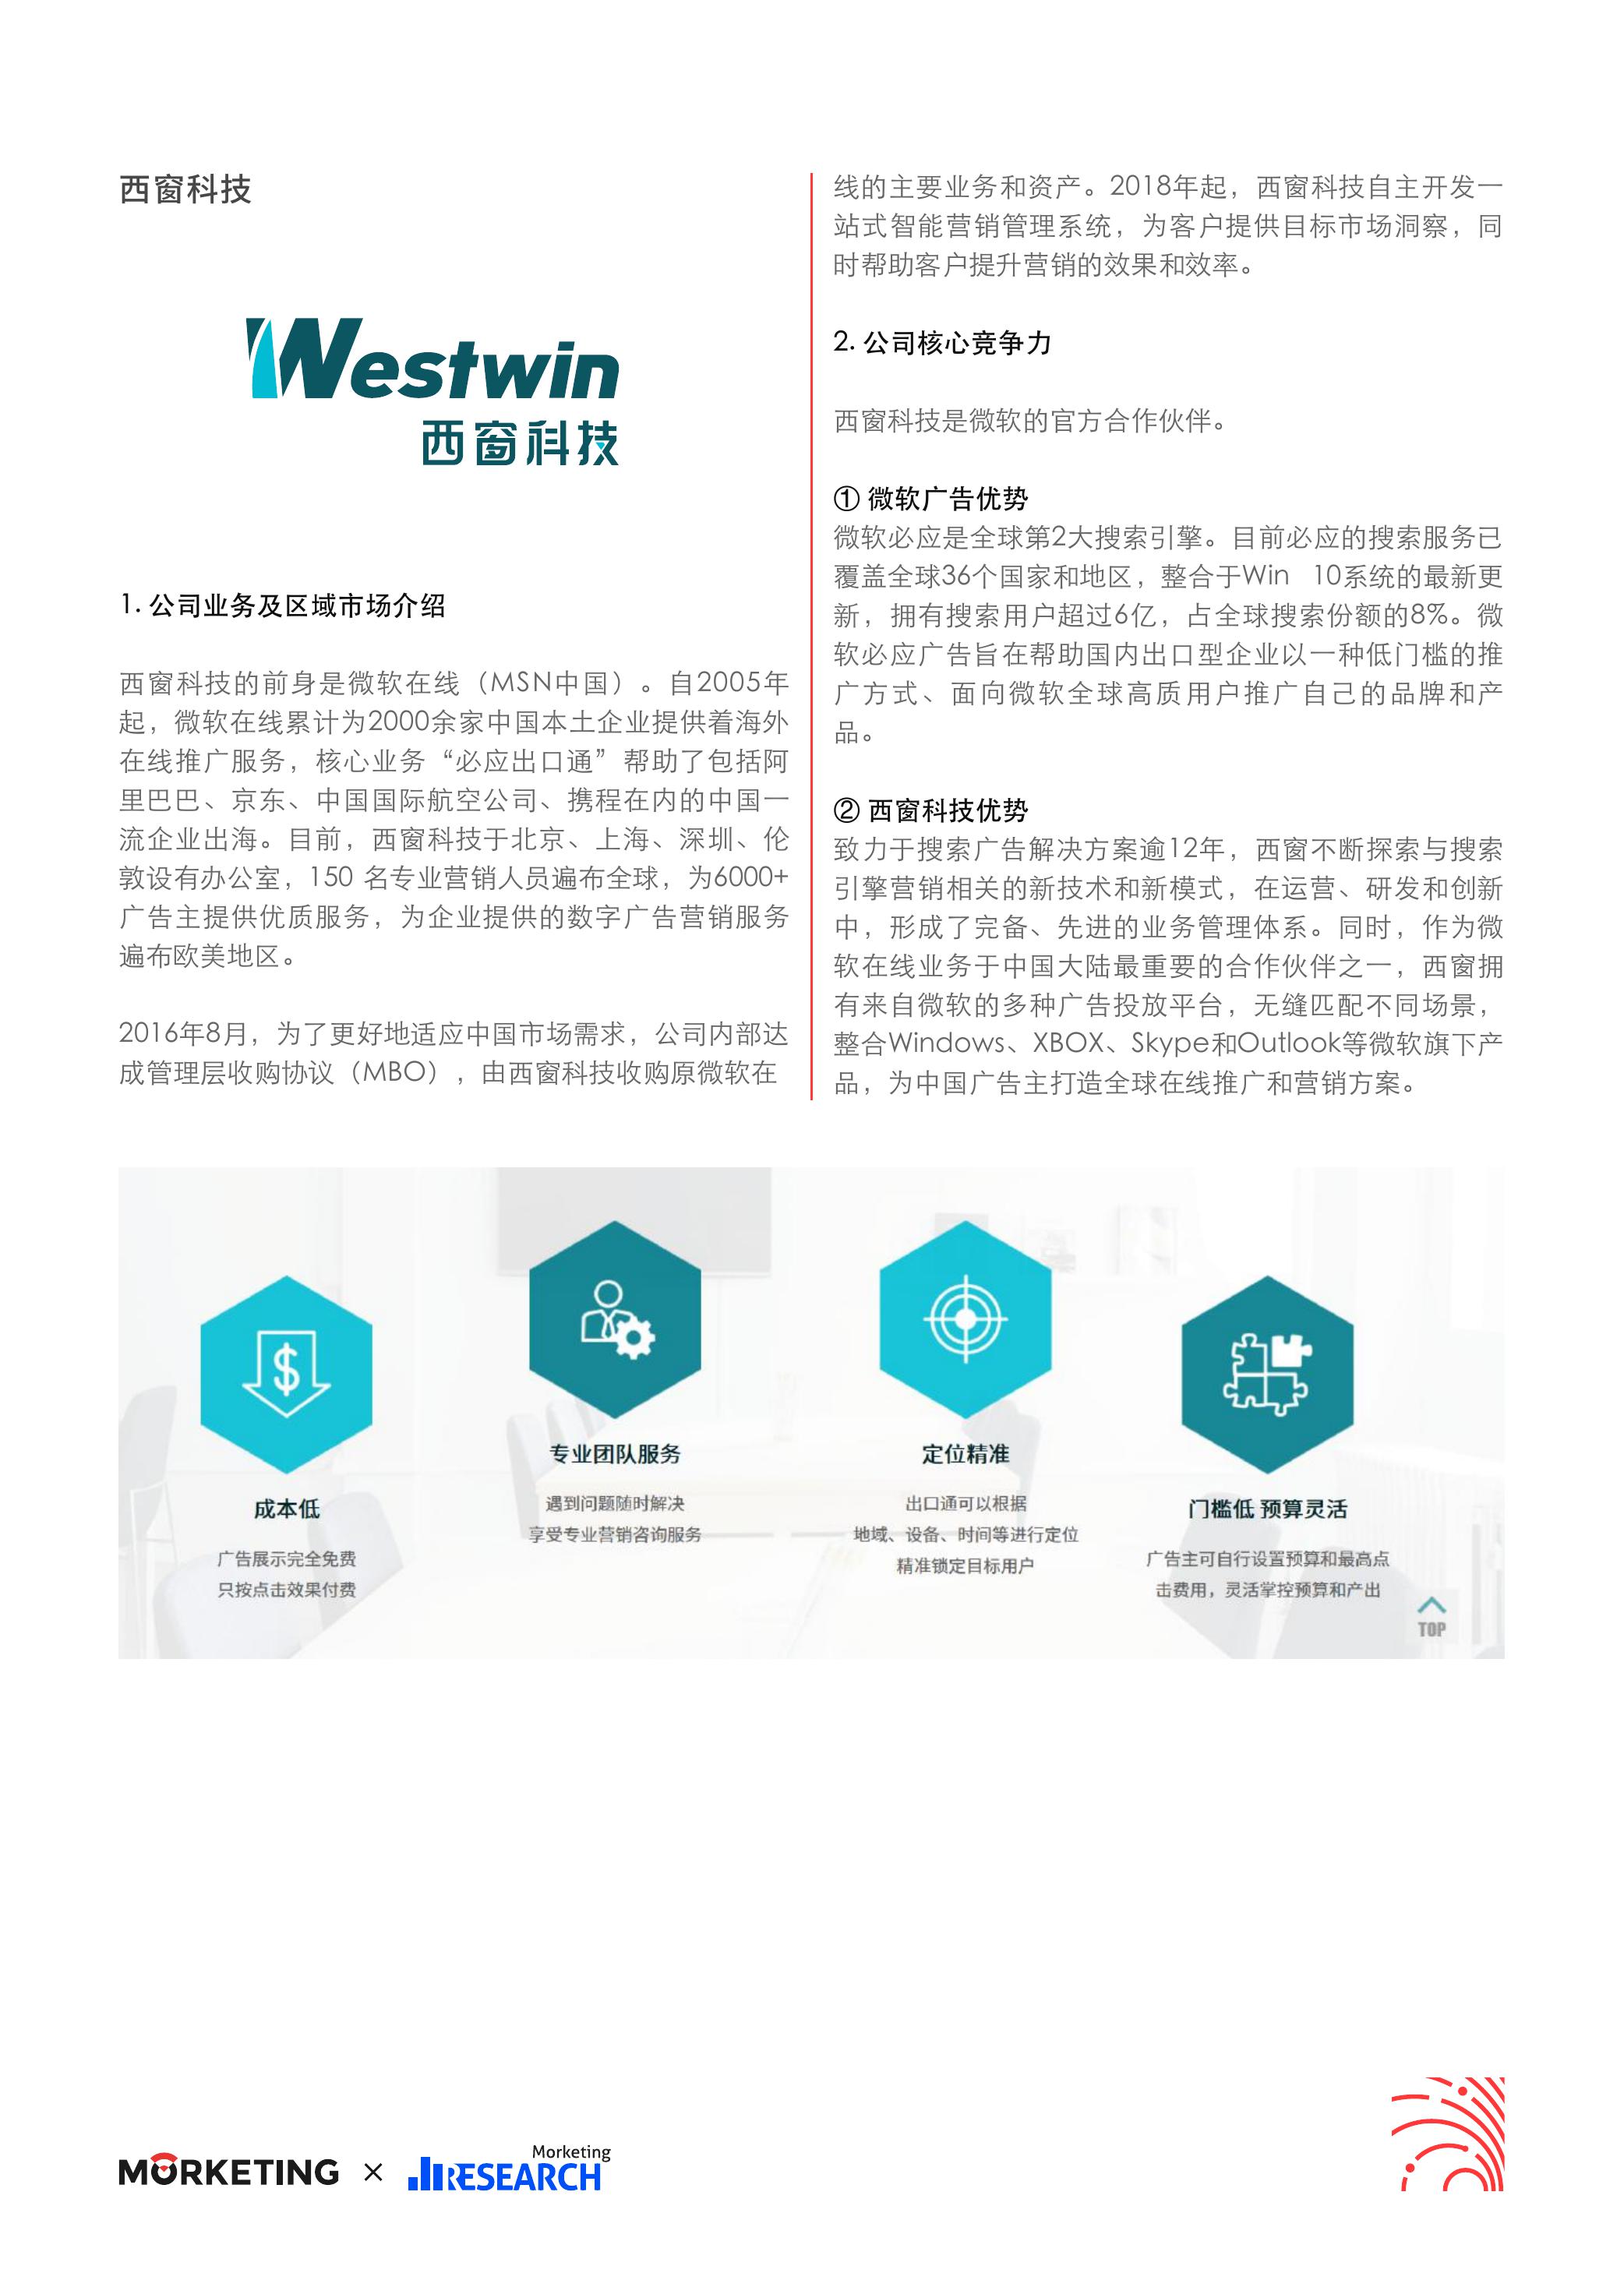 西窗科技
Westwin
西窗科技
1. 公司业务及区域市场介绍
西窗科技的前身是微软在线（MSN中国）。自2005年
起，微软在线累计为2000余家中国本土企业提供着海外
在线推广服务，核心业务“必应出口通”帮助了包括阿
里巴巴、京东、中国国际航空公司、携程在内的中国一
流企业出海。目前，西窗科技于北京、上海、深圳、伦
敦设有办公室，150 名专业营销人员遍布全球，为6000+
广告主提供优质服务，为企业提供的数字广告营销服务
遍布欧美地区。
2016年8月，为了更好地适应中国市场需求，公司内部达
成管理层收购协议（MBO），由西窗科技收购原微软在
线的主要业务和资产。2018年起，西窗科技自主开发一
站式智能营销管理系统，为客户提供目标市场洞察，同
时帮助客户提升营销的效果和效率。
2. 公司核心竞争力
西窗科技是微软的官方合作伙伴。
① 微软广告优势
微软必应是全球第2大搜索引擎。目前必应的搜索服务已
覆盖全球36个国家和地区，整合于Win 10系统的最新更
新，拥有搜索用户超过6亿，占全球搜索份额的8%。微
软必应广告旨在帮助国内出口型企业以一种低门槛的推
广方式、面向微软全球高质用户推广自己的品牌和产
品。
② 西窗科技优势
致力于搜索广告解决方案逾12年，西窗不断探索与搜索
引擎营销相关的新技术和新模式，在运营、研发和创新
中，形成了完备、先进的业务管理体系。同时，作为微
软在线业务于中国大陆最重要的合作伙伴之一，西窗拥
有来自微软的多种广告投放平台，无缝匹配不同场景，
整合Windows、XBOX、Skype和Outlook等微软旗下产
品，为中国广告主打造全球在线推广和营销方案。
成本低
广告展示完全免费
只按点击效果付费
专业团队服务
遇到问题随时解决
享受专业营销咨询服务
定位精准
出口通可以根据
地域、设备、时间等进行定位
精准锁定目标用户
门槛低 预算灵活
广告主可自行设置预算和最高点
击费用，灵活掌控预算和产出
TOP
MORKETING × Morketing RESEARCH